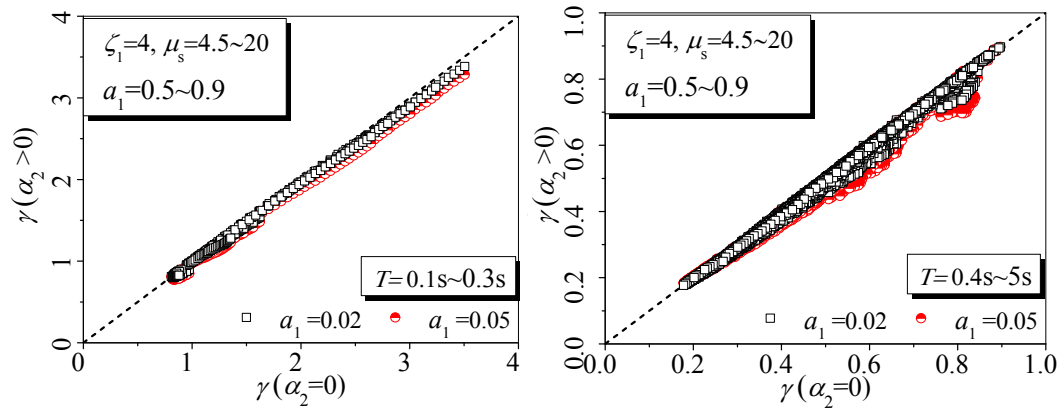 ζ₁=4, μₛ=4.5~20
a₁=0.5~0.9
γ(α₂>0)
4
3
2
1
0
T=0.1s~0.3s
a₁=0.02 a₁=0.05
0 1 2 3 4
γ(α₂=0)
ζ₁=4, μₛ=4.5~20
a₁=0.5~0.9
γ(α₂>0)
1.0
0.8
0.6
0.4
0.2
0.0
T=0.4s~5s
a₁=0.02 a₁=0.05
0.0 0.2 0.4 0.6 0.8 1.0
γ(α₂=0)